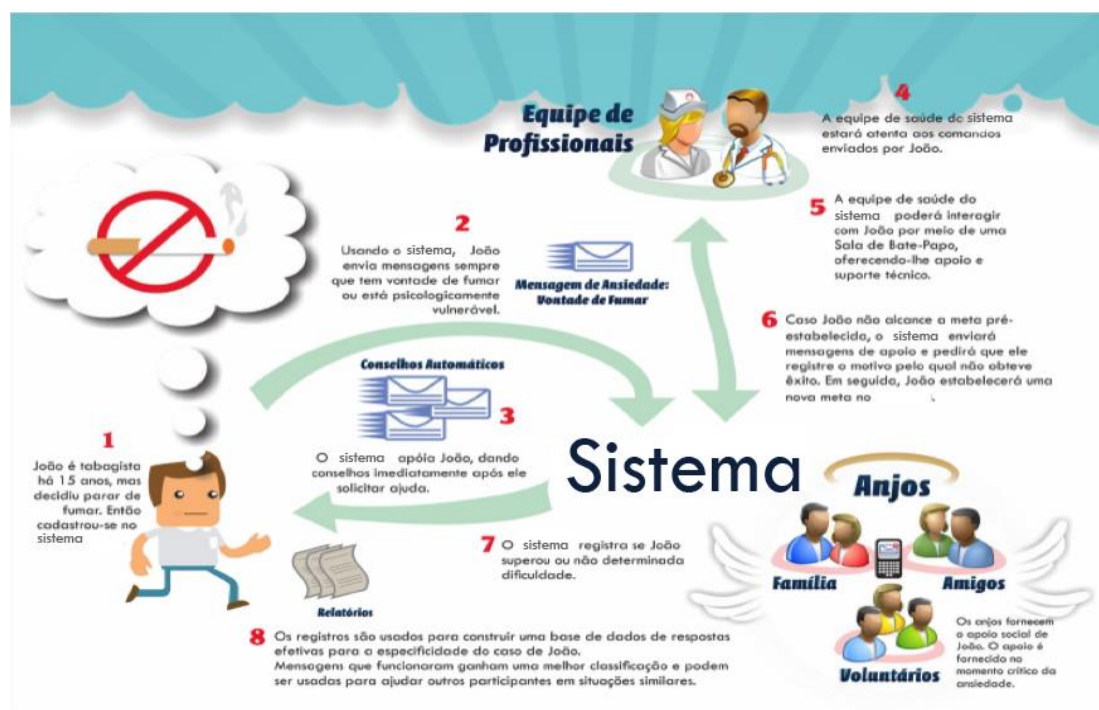 Equipe de
Profissionais
4
A equipe de saúde do sistema
estará atenta aos comandos
enviados por João.
5
A equipe de saúde do
sistema poderá interagir
com João por meio de uma
Sala de Bate-Papo,
oferecendo-lhe apoio e
suporte técnico.
2
Usando o sistema, João
envia mensagens sempre
que tem vontade de fumar
ou está psicologicamente
vulnerável.
Mensagem de Ansiedade:
Vontade de Fumar
6
Caso João não alcance a meta pré-
estabelecida, o sistema enviará
mensagens de apoio e pedirá que ele
registre o motivo pelo qual não obteve
êxito. Em seguida, João estabelecerá uma
nova meta no .
Conselhos Automáticos
3
O sistema apóia João, dando
conselhos imediatamente após ele
solicitar ajuda.
1
João é tabagista
há 15 anos, mas
decidiu parar de
fumar. Então
cadastrou-se no
sistema
Sistema
Anjos
Família
Amigos
Voluntários
Os anjos fornecem
o apoio social de
João. O apoio é
fornecido no
momento crítico da
ansiedade.
7
O sistema registra se João
superou ou não determinada
dificuldade.
Relatórios
8
Os registros são usados para construir uma base de dados de respostas
efetivas para a especificidade do caso de João.
Mensagens que funcionaram ganham uma melhor classificação e podem
ser usadas para ajudar outros participantes em situações similares.